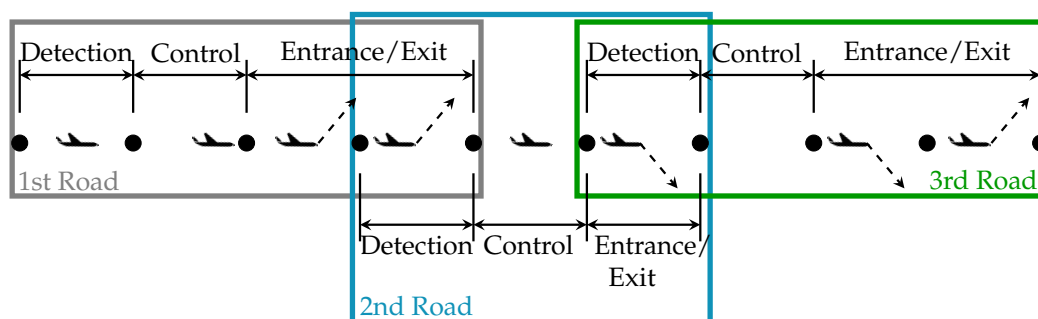 Detection Control Entrance/Exit Detection Control Entrance/Exit
1st Road 3rd Road
Detection Control Entrance/
Exit
2nd Road